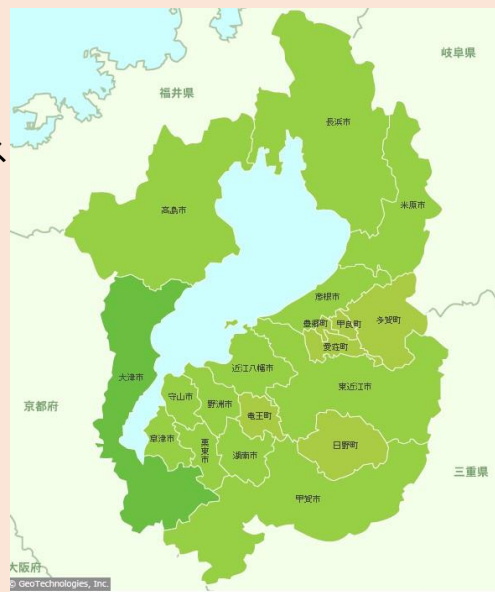 岐阜県
福井県
長浜市
米原市
高島市
彦根市
豊郷町
甲良町
多賀町
愛荘町
大津市
近江八幡市
東近江市
京都府
守山市
野洲市
竜王町
草津市
栗東市
湖南市
日野町
三重県
甲賀市
大阪府
© GeoTechnologies, Inc.